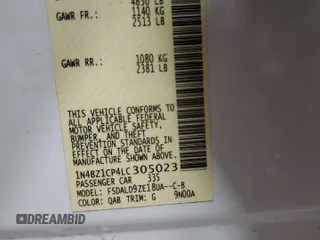 4850 LB
GAWR FR.: 1140 KG
2513 LB
GAWR RR.: 1080 KG
2381 LB
THIS VEHICLE CONFORMS TO
ALL APPLICABLE FEDERAL
MOTOR VEHICLE SAFETY,
BUMPER, AND THEFT
PREVENTION STANDARDS IN
EFFECT ON THE DATE OF
MANUFACTURE SHOWN ABOVE.
1N4BZ1CP4LC305023
PASSENGER CAR 335
MODEL: FSDALD9ZE18UA--C-B
COLOR: QAB TRIM: G 9N00A
DREAMBID